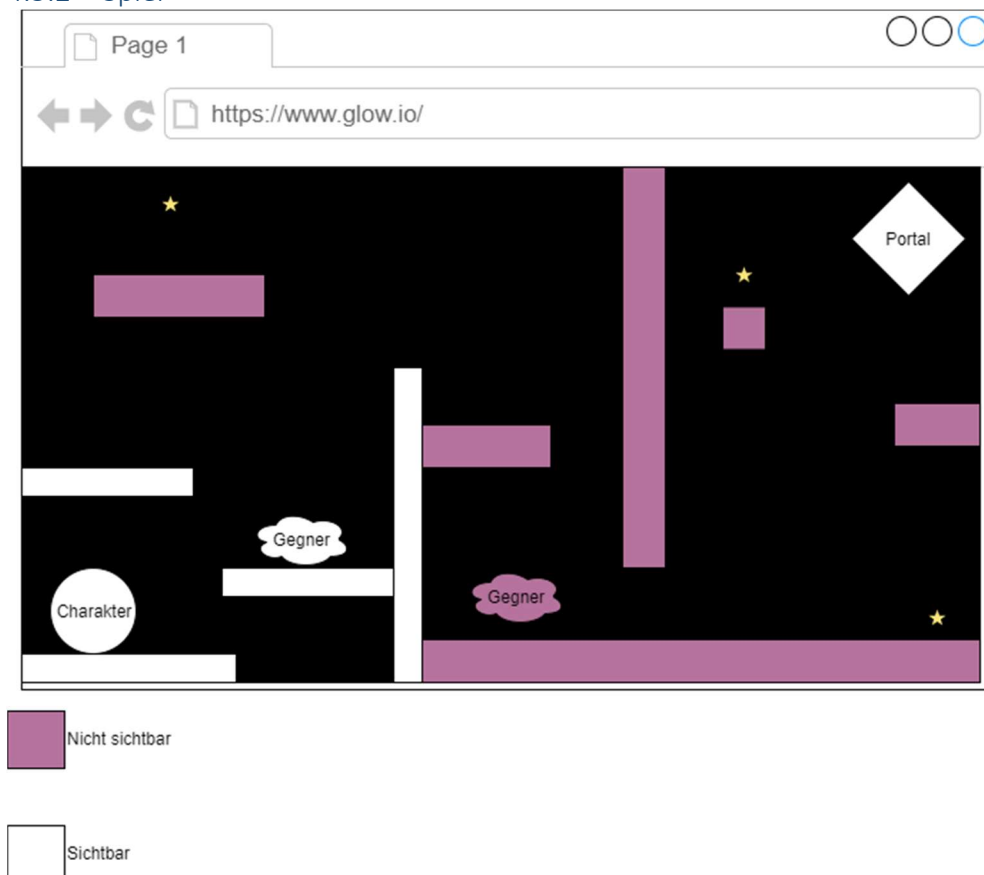 Page 1
https://www.glow.io/
Portal
Gegner
Charakter
Gegner
Nicht sichtbar
Sichtbar